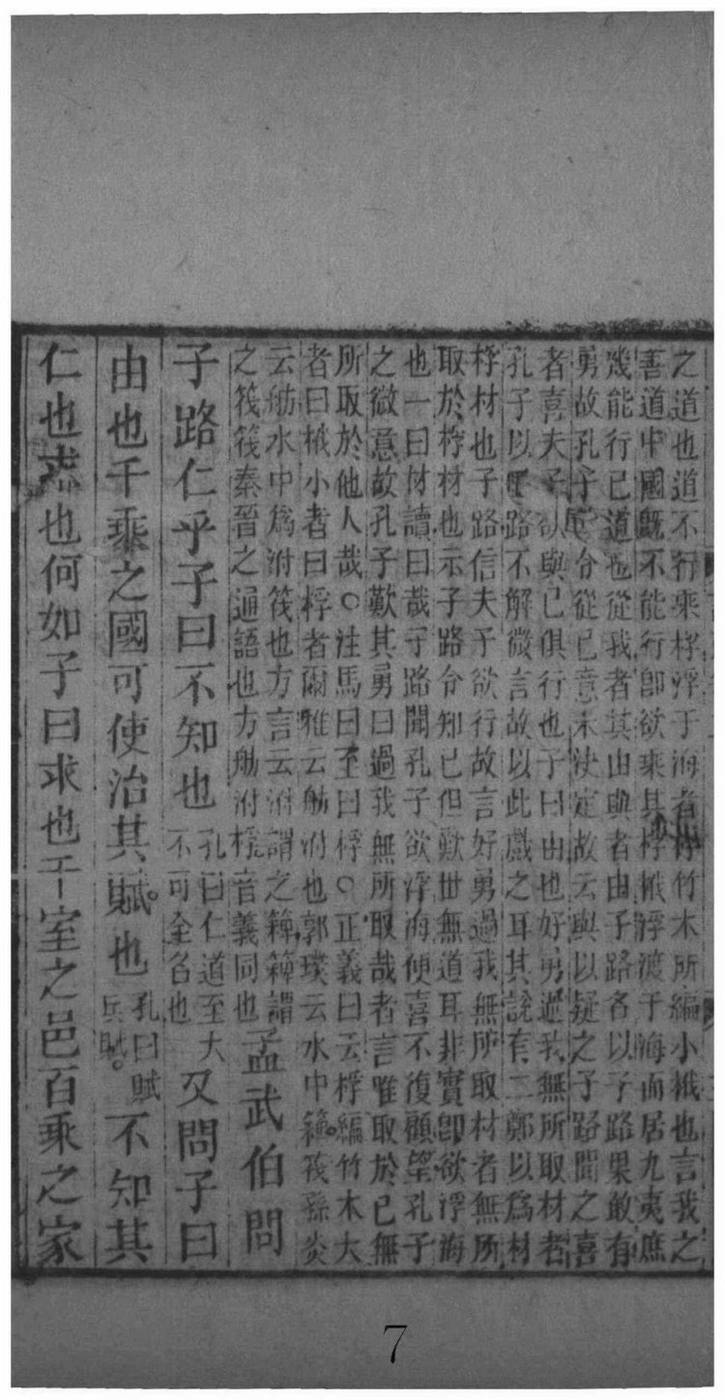 之道也道不行乘桴浮于海者桴竹木所編小栰也言我之
善道中國旣不能行卽欲乘其桴栰浮渡于海而居九夷庶
幾能行已道也從我者其由與者由子路名以子路果敢有
勇故孔子令從已意未決定故云與以疑之子路聞之喜
者喜夫子欲與已俱行也子曰由也好勇過我無所取材者
孔子以子路不解微言故以此戲之耳其說有二鄭以爲材
桴材也子路信夫子欲行故言好勇過我無所取材者無所
取於桴材也示子路令知已但歎世無道耳非實卽欲浮海
也一曰材讀曰哉子路聞孔子欲浮海便喜不復顧望孔子
之微意故孔子歎其勇曰過我無所取哉者言唯取於已無
所取於他人哉○注馬曰至曰桴○正義曰云桴編竹木大
者曰栰小者曰桴者爾雅云舫泭也郭璞云水中筏孫炎
云舫水中爲泭筏也方言云泭謂之䉬䉬謂
之筏筏秦晉之通語也方舫泭桴音義同也
孟武伯問
子路仁乎子曰不知也
孔曰仁道至大
不可全名也
又問子曰
由也千乘之國可使治其賦也
孔曰賦
兵賦
不知其
仁也求也何如子曰求也千室之邑百乘之家
7